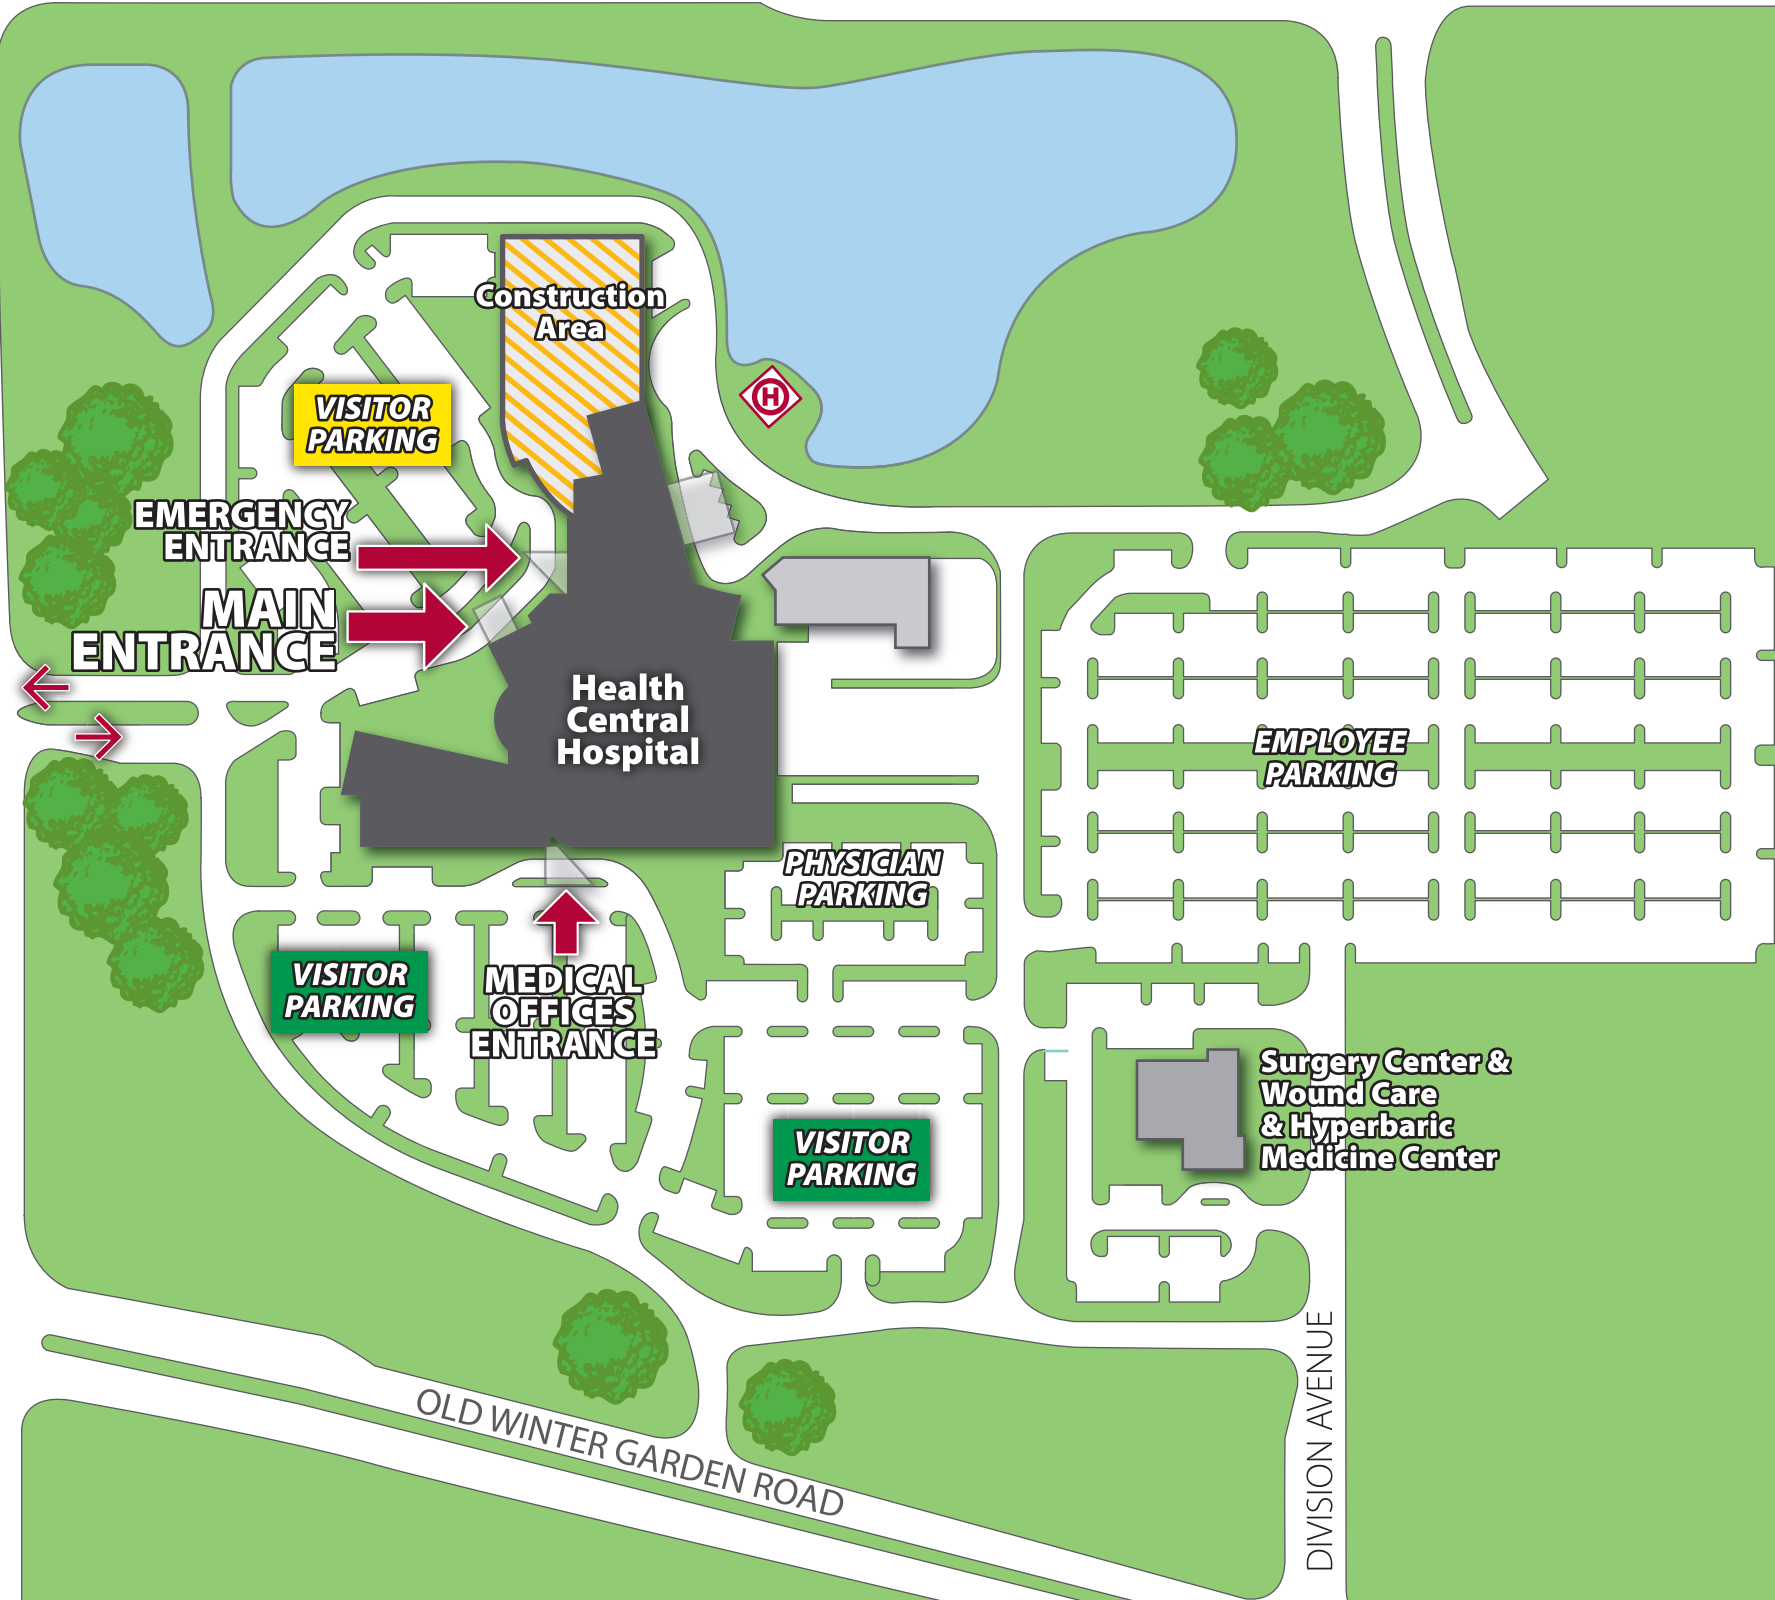 Construction
Area
H
VISITOR
PARKING
EMERGENCY
ENTRANCE
MAIN
ENTRANCE
Health
Central
Hospital
EMPLOYEE
PARKING
PHYSICIAN
PARKING
VISITOR
PARKING
MEDICAL
OFFICES
ENTRANCE
Surgery Center &
Wound Care
& Hyperbaric
Medicine Center
VISITOR
PARKING
OLD WINTER GARDEN ROAD
DIVISION AVENUE